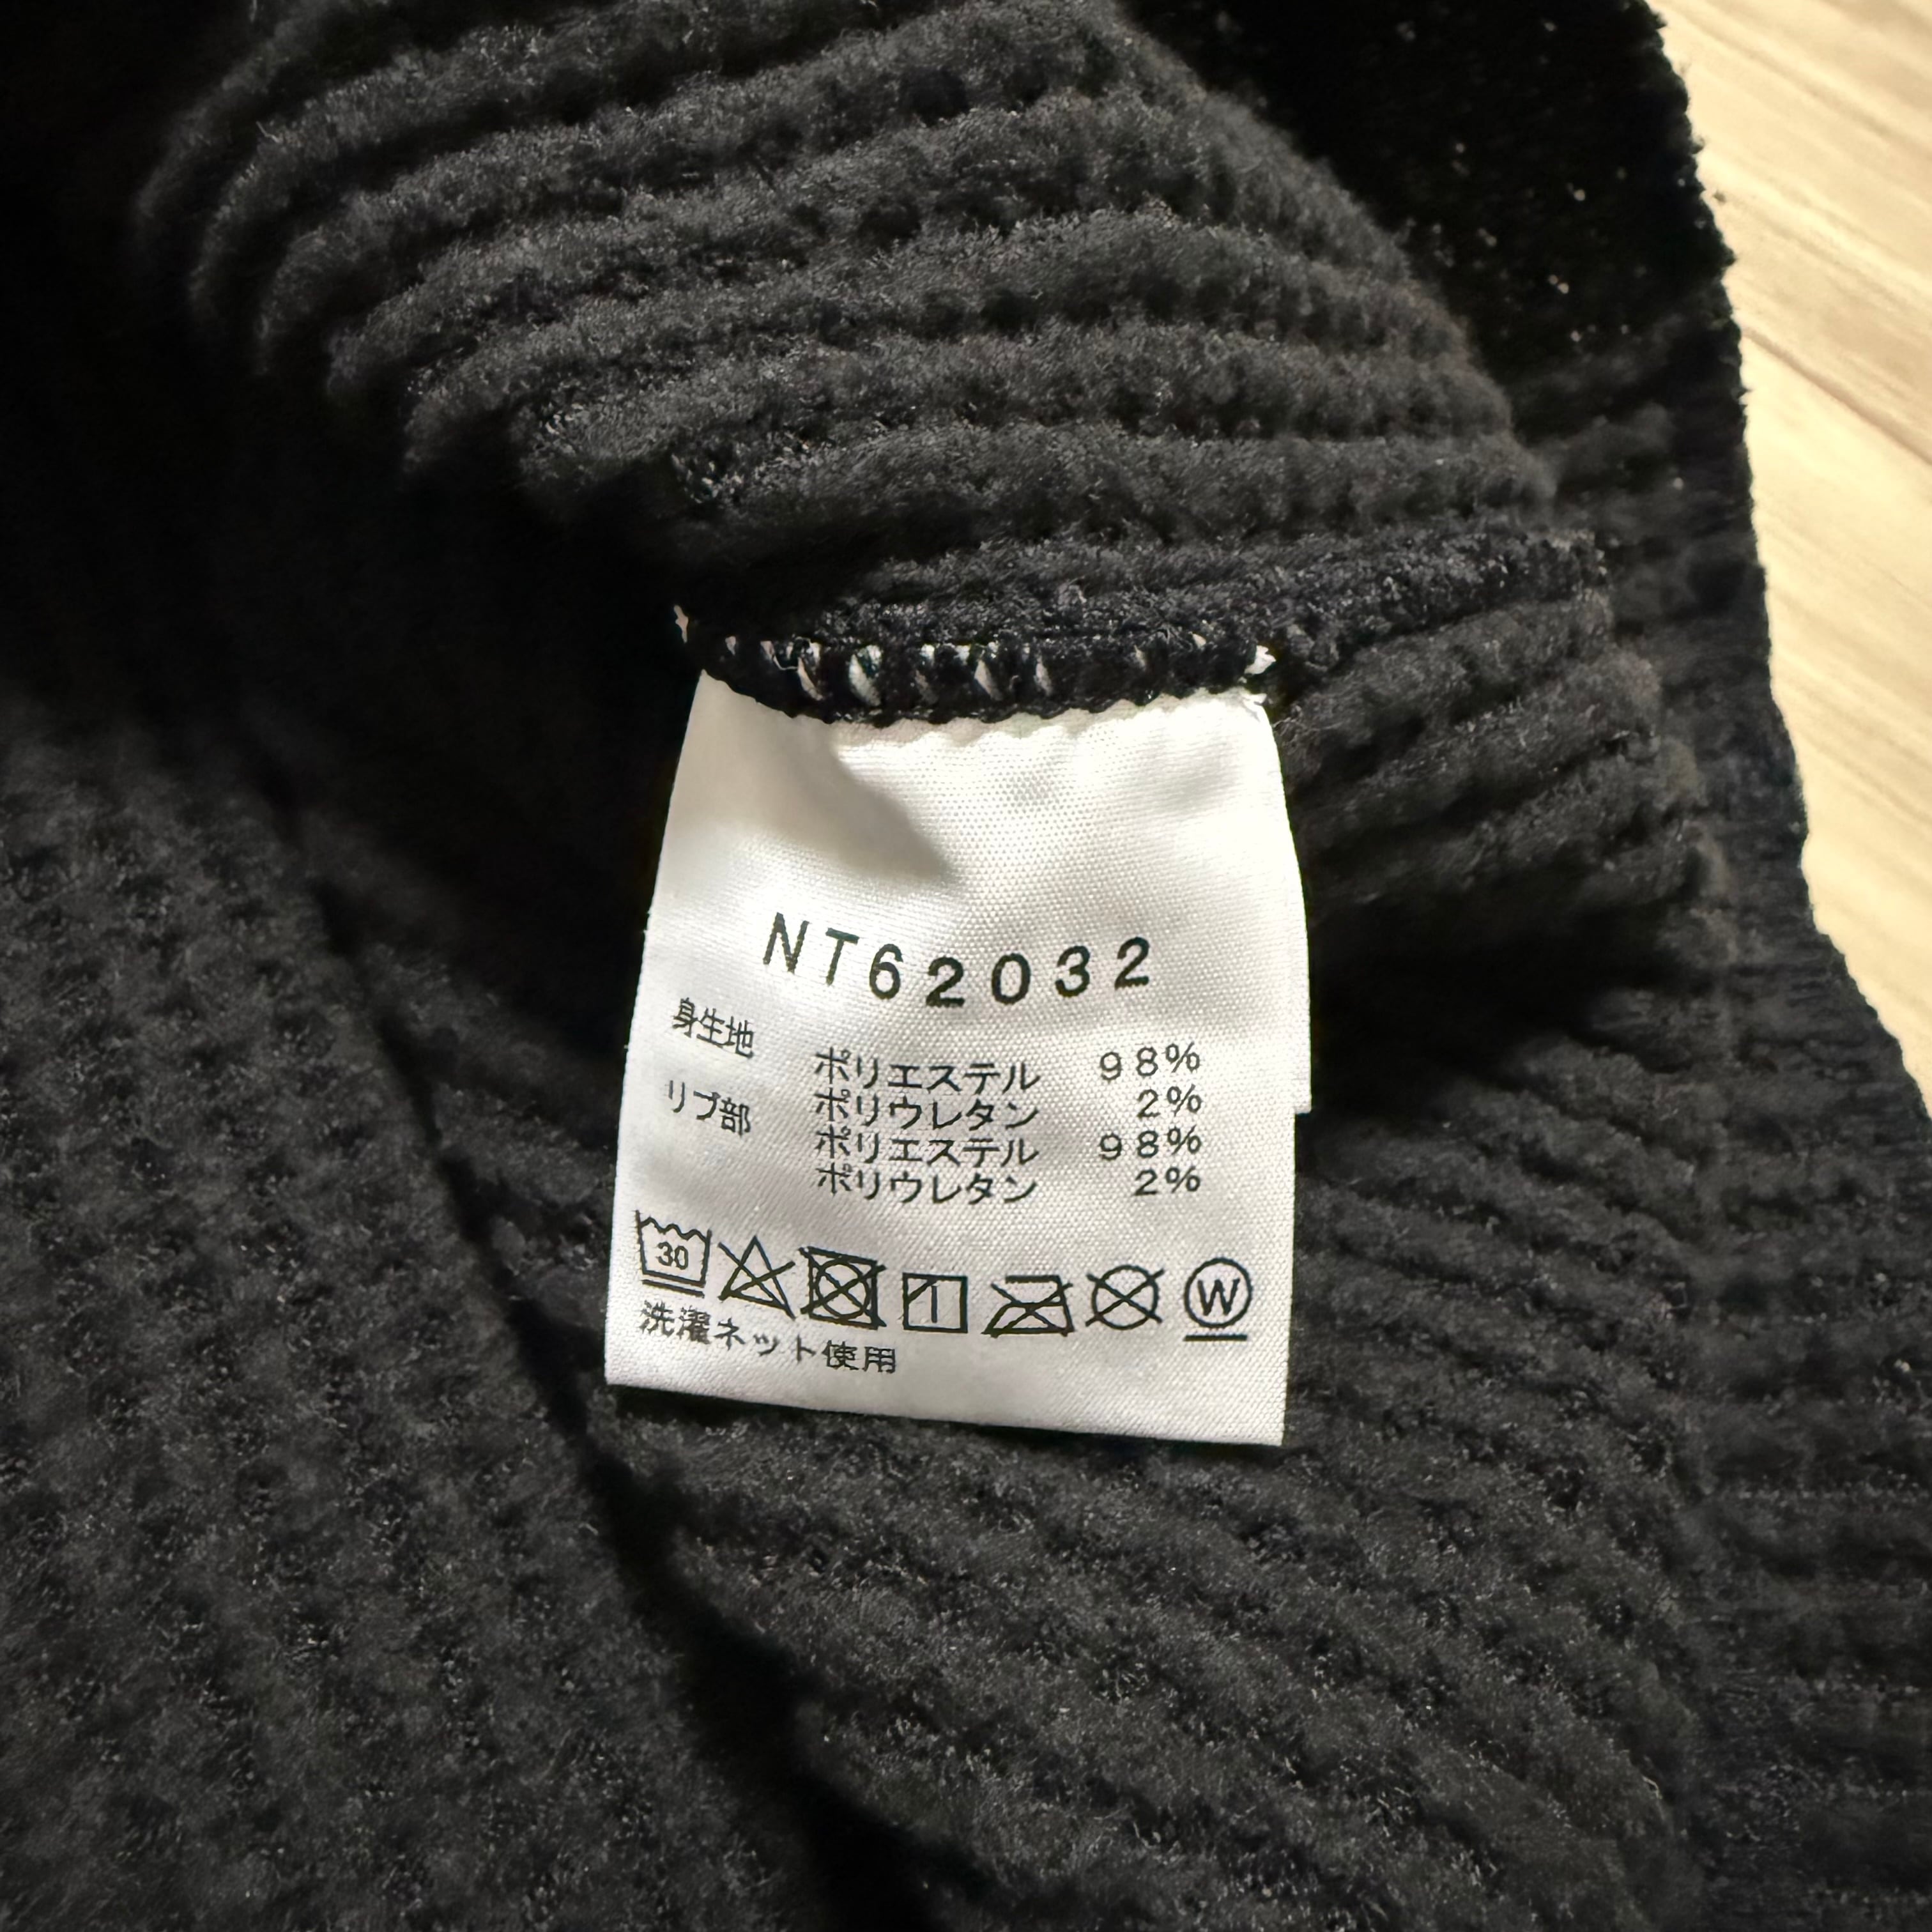 NT62032
身生地 ポリエステル 98%
ポリウレタン 2%
リブ部 ポリエステル 98%
ポリウレタン 2%
30 W
洗濯ネット使用